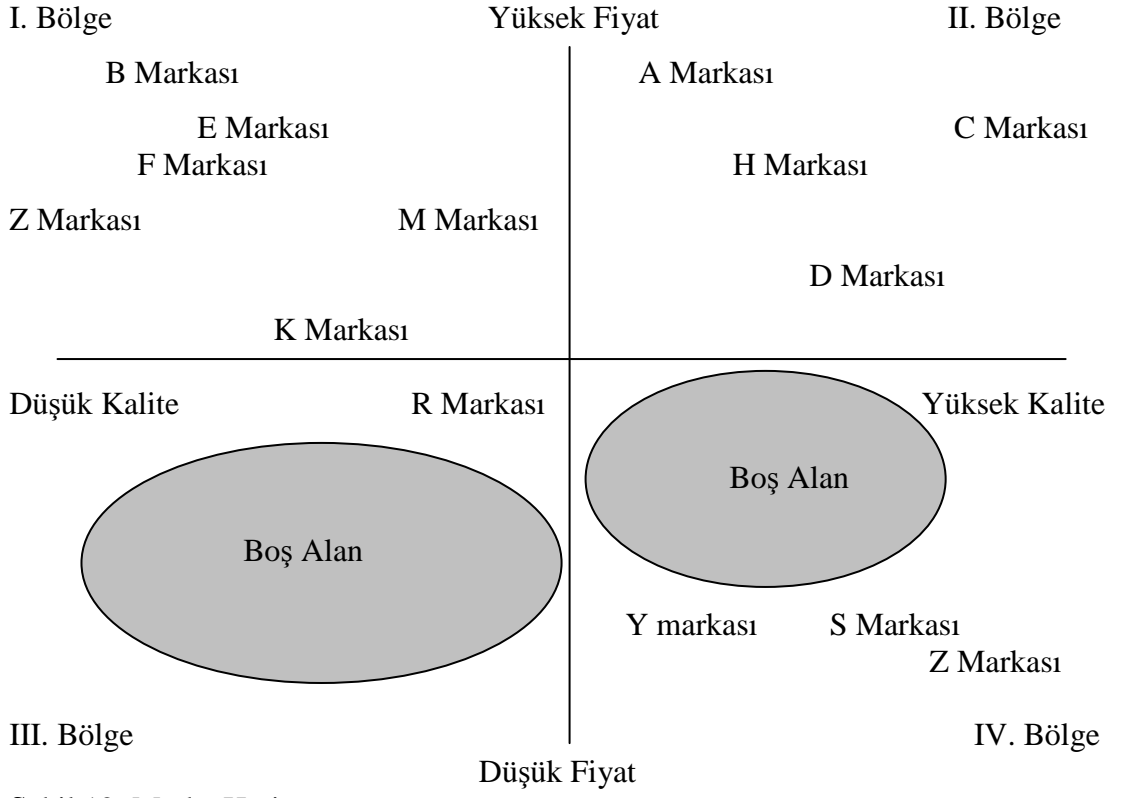 I. Bölge Yüksek Fiyat II. Bölge
B Markası A Markası
E Markası C Markası
F Markası H Markası
Z Markası M Markası
D Markası
K Markası
Düşük Kalite R Markası Yüksek Kalite
Boş Alan
Boş Alan
Y markası S Markası
Z Markası
III. Bölge IV. Bölge
Düşük Fiyat